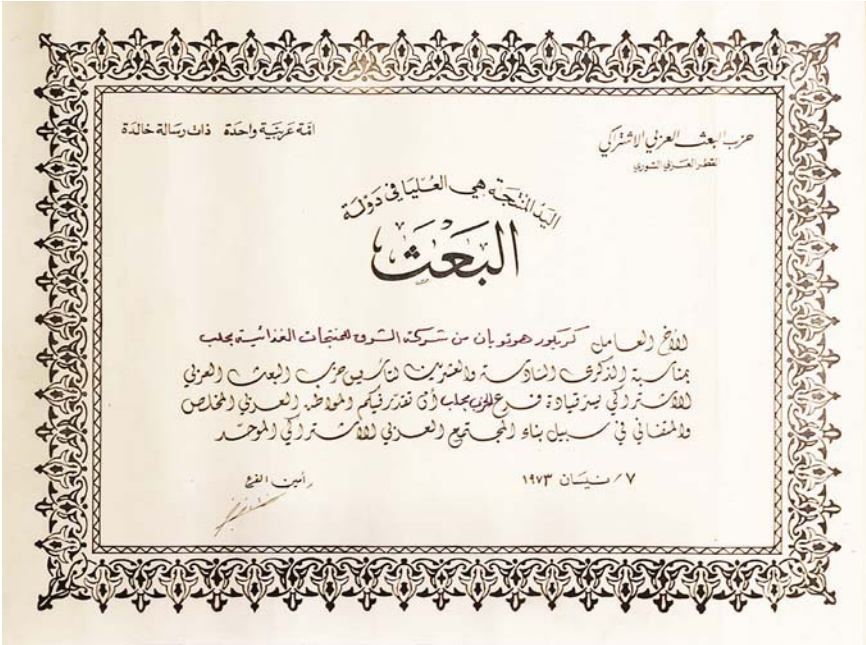 حزب البعث العربي الاشتراكي
القطر العربي السوري
امة عربية واحدة ذات رسالة خالدة
اليد المنتجة هي العليا في دولة
البعث
الأخ العامل كريكور هوتويان من شركة الشرق للمنتجات الغذائية بحلب
بمناسبة الذكرى السادسة والعشرين لتأسيس حزب البعث العربي
الاشتراكي يسر قيادة فرع الحزب بحلب أن تقدر فيكم المواطن العربي المخلص
والمتفاني في سبيل بناء المجتمع العربي الاشتراكي الموحد
٧ / نيسان ١٩٧٣
أمين الفرع